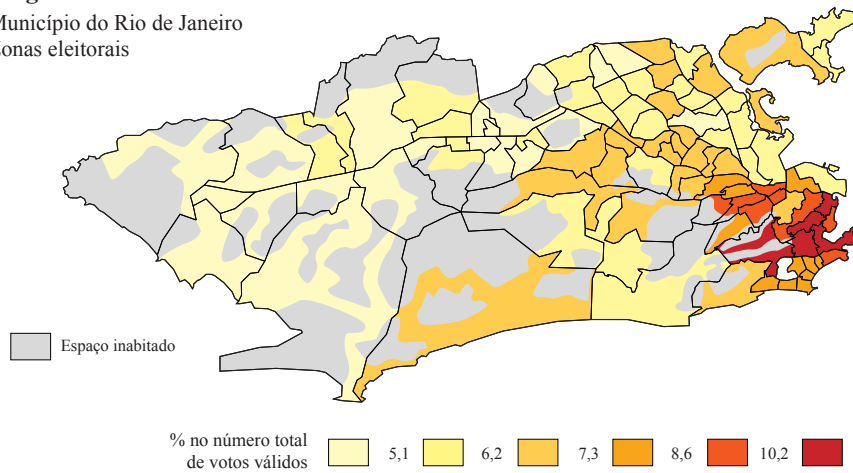 Município do Rio de Janeiro
onas eleitorais
Espaço inabitado
% no número total
de votos válidos
5,1
6,2
7,3
8,6
10,2